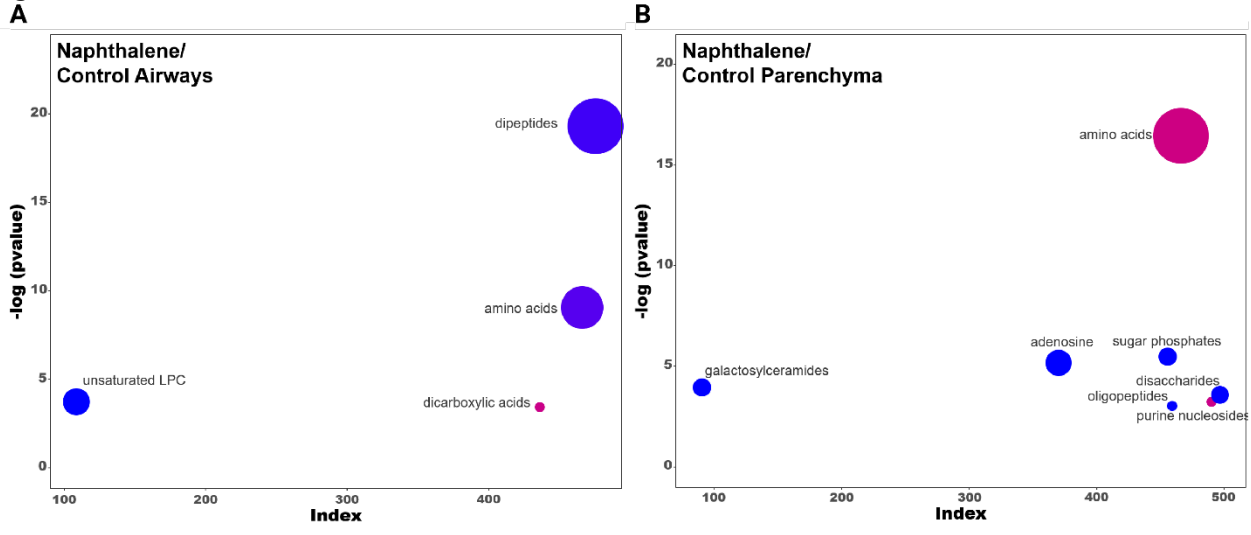 A
Naphthalene/
Control Airways
-log (pvalue)
20
15
10
5
0
dipeptides
amino acids
unsaturated LPC
dicarboxylic acids
100 200 300 400
Index
B
Naphthalene/
Control Parenchyma
-log (pvalue)
20
15
10
5
0
amino acids
adenosine
sugar phosphates
galactosylceramides
disaccharides
oligopeptides
purine nucleosides
100 200 300 400 500
Index